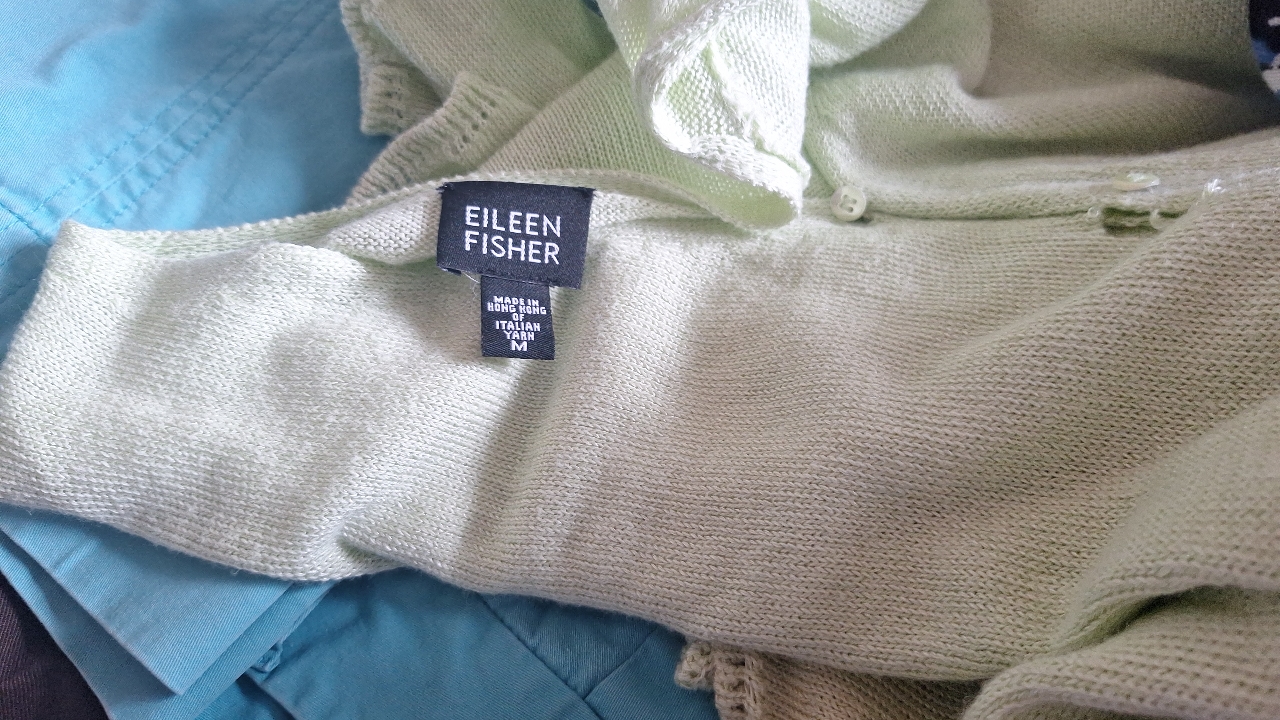 EILEEN
FISHER
MADE IN
HONG KONG
OF
ITALIAN
YARN
M